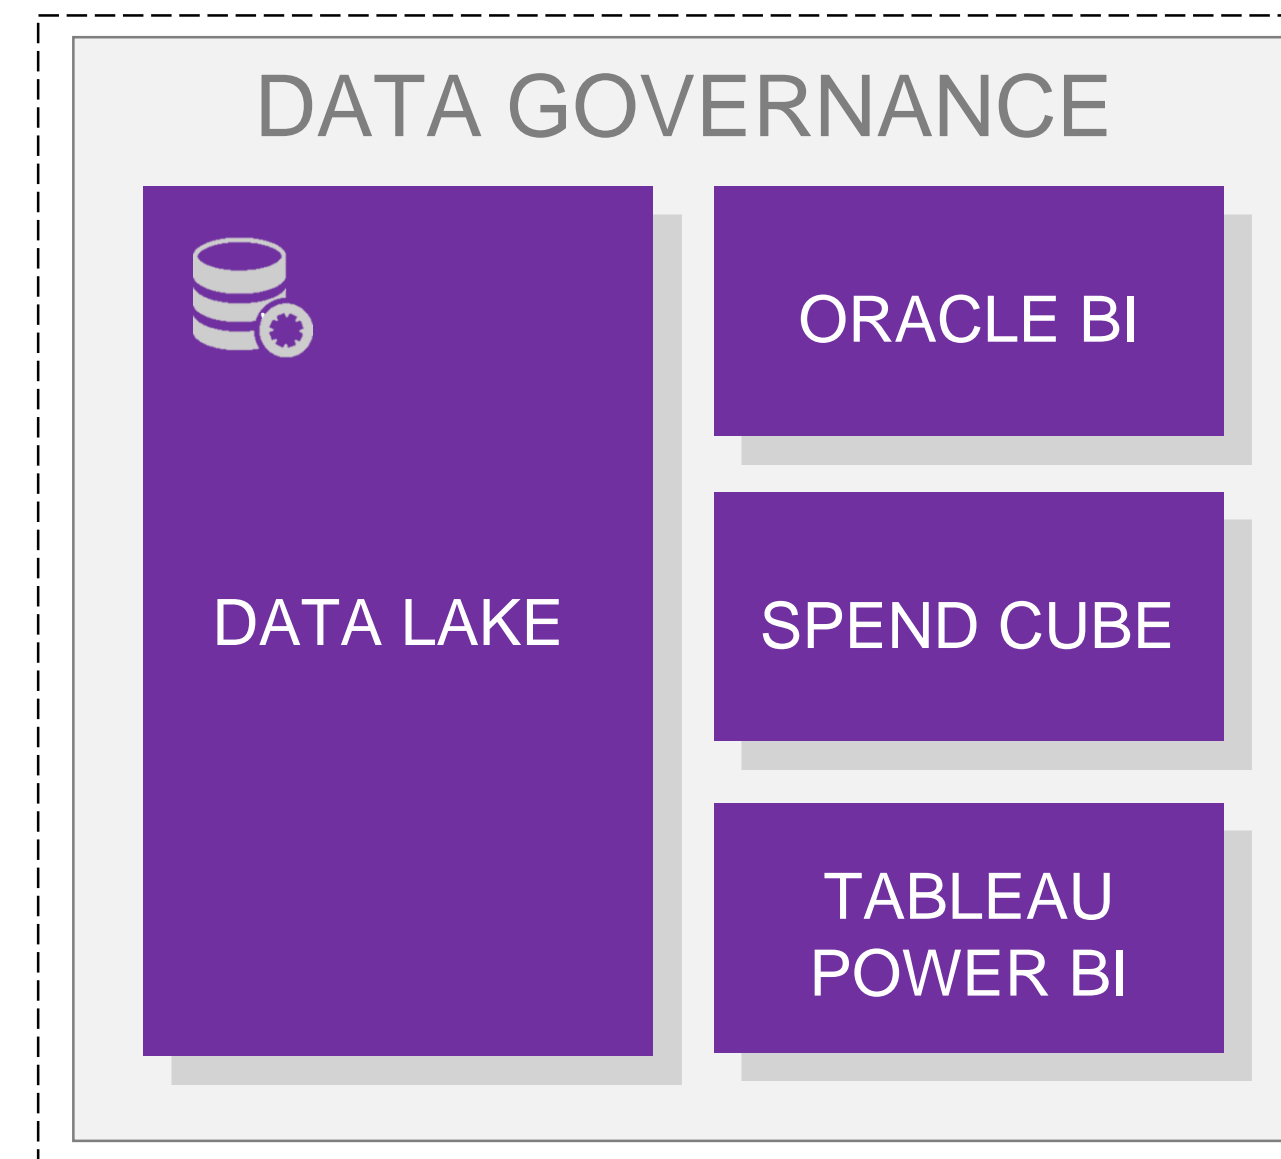 DATA GOVERNANCE
DATA LAKE
ORACLE BI
SPEND CUBE
TABLEAU
POWER BI